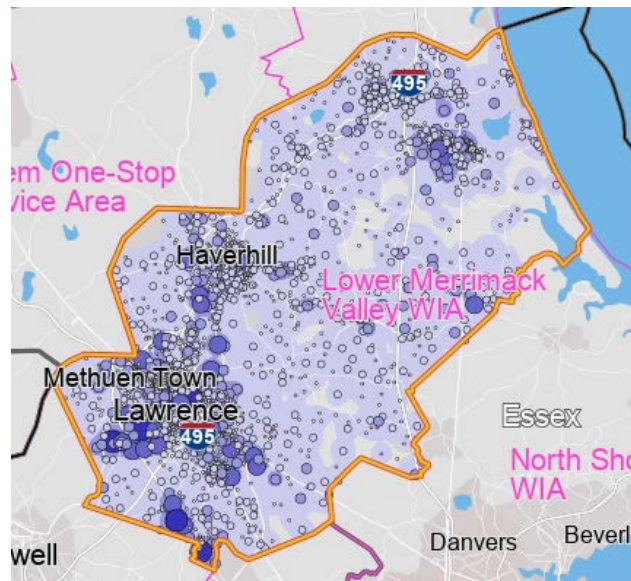 495
em One-Stop
vice Area
Haverhill
Lower Merrimack
Valley WIA
Methuen Town
Lawrence
495
Essex
North Sho
WIA
well
Danvers
Beverl